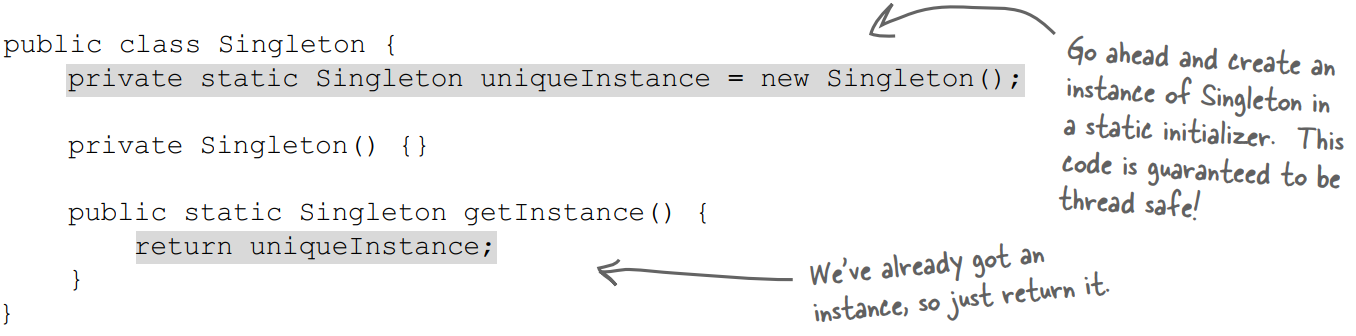 public class Singleton {
private static Singleton uniqueInstance = new Singleton();
private Singleton() {}
public static Singleton getInstance() {
return uniqueInstance;
}
}
Go ahead and create an
instance of Singleton in
a static initializer. This
code is guaranteed to be
thread safe!
We've already got an
instance, so just return it.